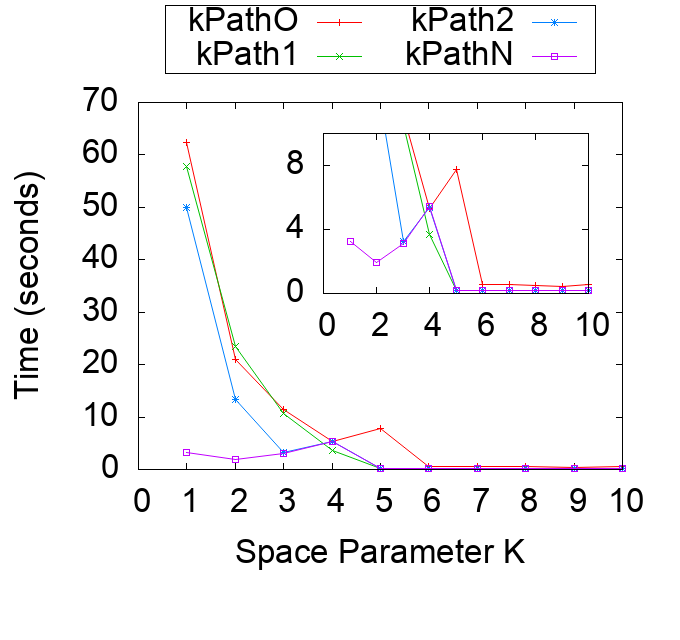 kPathO kPath2
kPath1 kPathN
70
60
50
40
30
20
10
0
8
4
0
0 2 4 6 8 10
0 1 2 3 4 5 6 7 8 9 10
Time (seconds)
Space Parameter K